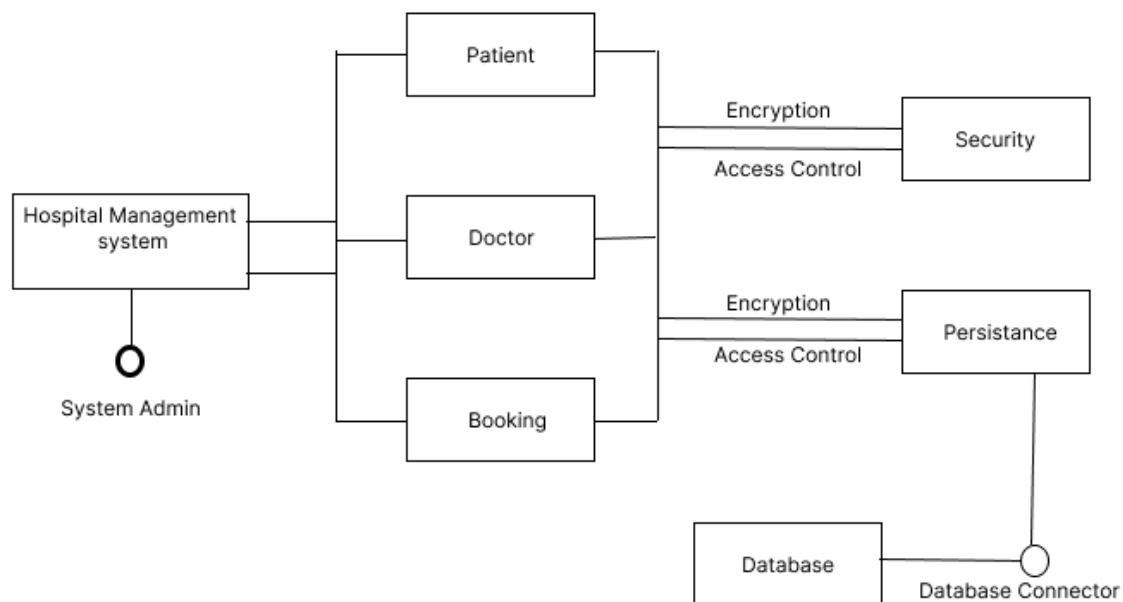 Patient
Encryption
Security
Access Control
Hospital Management
system
Doctor
Encryption
Persistance
Access Control
System Admin
Booking
Database
Database Connector